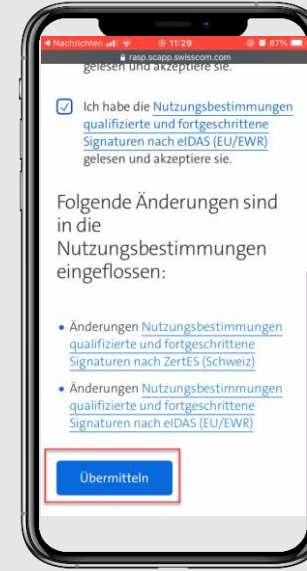 Nachrichten 11:29 87%
rasp.scapp.swisscom.com
gelesen und akzeptiere sie.
Ich habe die Nutzungsbestimmungen
qualifizierte und fortgeschrittene
Signaturen nach eIDAS (EU/EWR)
gelesen und akzeptiere sie.
Folgende Änderungen sind
in die
Nutzungsbestimmungen
eingeflossen:
• Änderungen Nutzungsbestimmungen
qualifizierte und fortgeschrittene
Signaturen nach ZertES (Schweiz)
• Änderungen Nutzungsbestimmungen
qualifizierte und fortgeschrittene
Signaturen nach eIDAS (EU/EWR)
Übermitteln